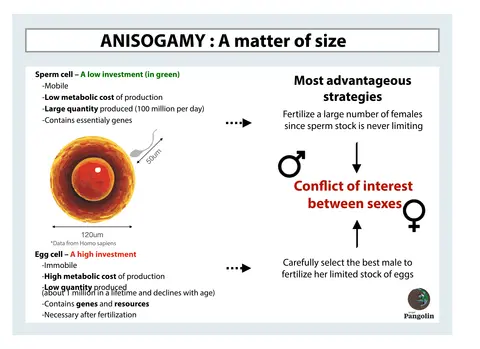 ANISOGAMY : A matter of size
Sperm cell – A low investment (in green)
-Mobile
-Low metabolic cost of production
-Large quantity produced (100 million per day)
-Contains essentialy genes
50um
120um
*Data from Homo sapiens
Egg cell – A high investment
-Immobile
-High metabolic cost of production
-Low quantity produced
(about 1 million in a lifetime and declines with age)
-Contains genes and resources
-Necessary after fertilization
Most advantageous
strategies
Fertilize a large number of females
since sperm stock is never limiting
Conflict of interest
between sexes
Carefully select the best male to
fertilize her limited stock of eggs
Pangolin